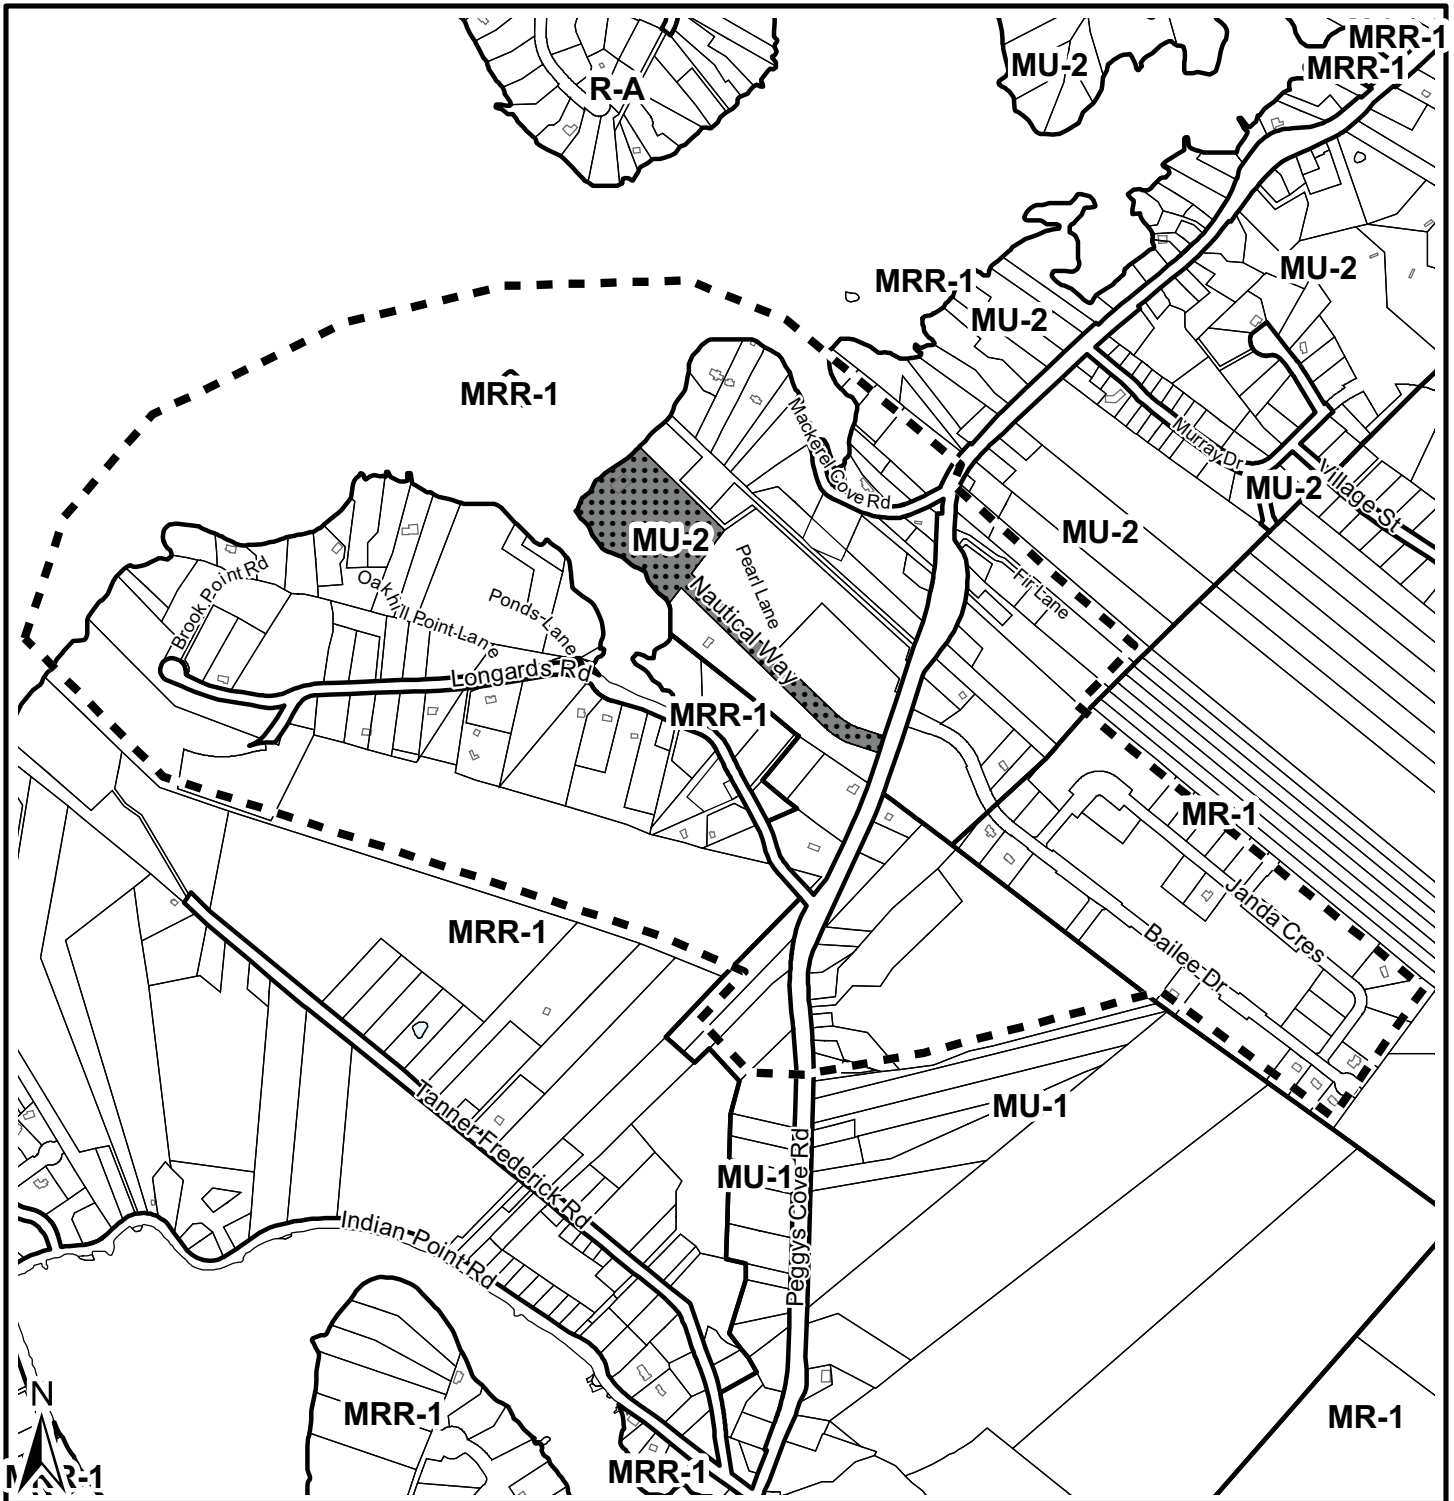 MRR-1
R-A
MU-2
MRR-1
MU-2
MRR-1
MU-2
MRR-1
Mackerel Cove Rd
Murray Dr
Village St
MU-2
MU-2
MU-2
Pearl Lane
Fir Lane
Nautical Way
Brook Point Rd
Oakhill Point Lane
Ponds Lane
Longards Rd
MRR-1
MR-1
Janda Cres
Bailee Dr
MRR-1
Tanner Frederick Rd
MU-1
MU-1
Peggys Cove Rd
Indian Point Rd
N
MRR-1
MR-1
MRR-1